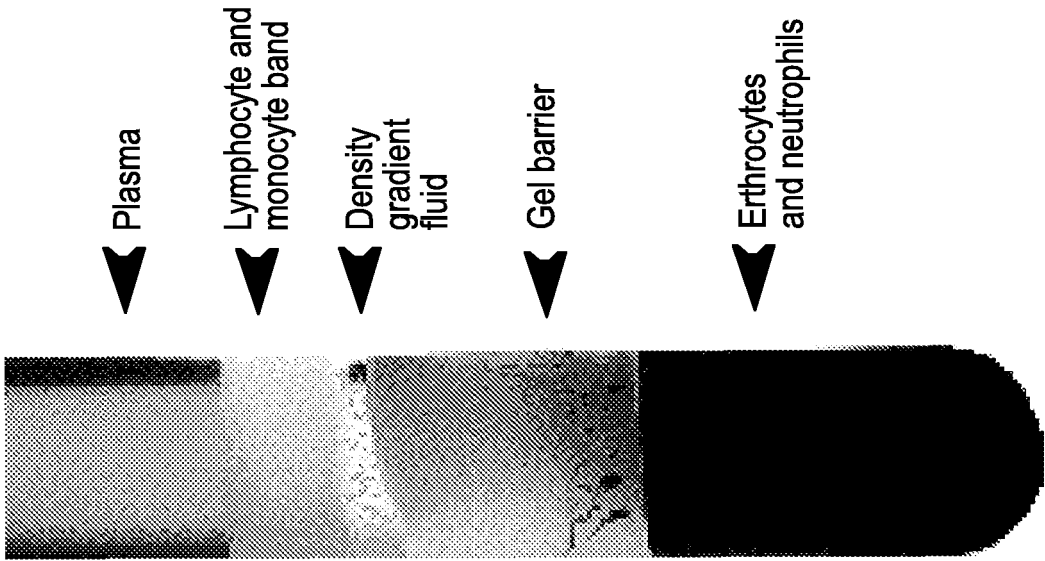 Plasma
Lymphocyte and
monocyte band
Density
gradient
fluid
Gel barrier
Erthrocytes
and neutrophils